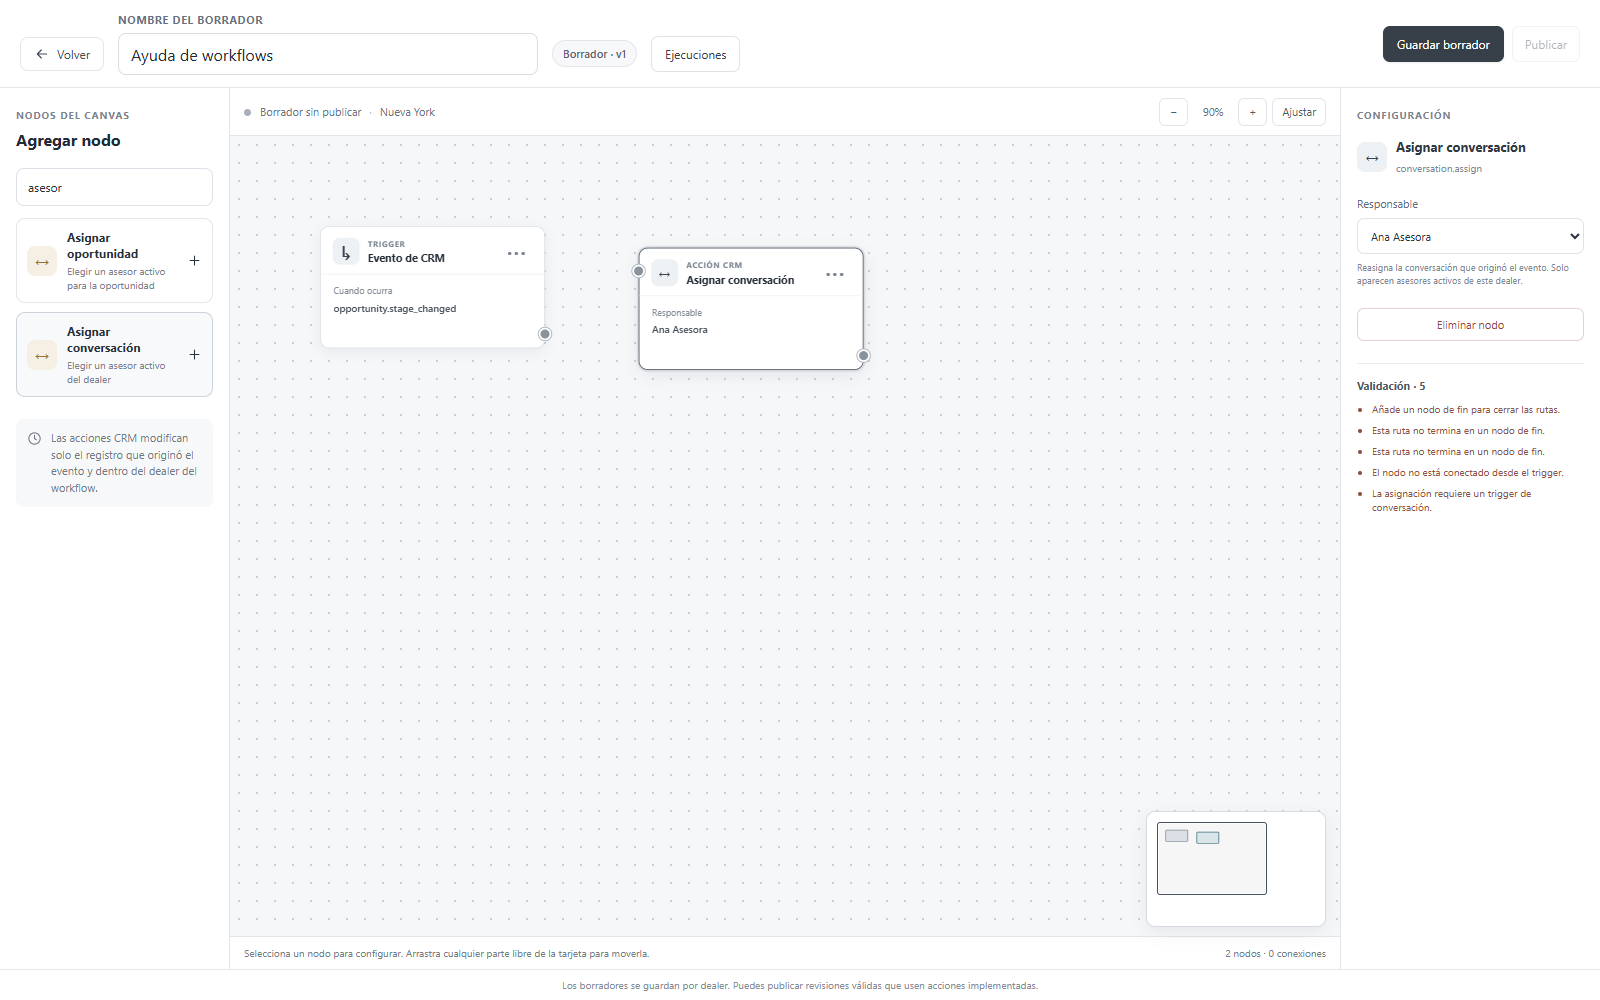 NOMBRE DEL BORRADOR
← Volver
Ayuda de workflows
Borrador · v1
Ejecuciones
Guardar borrador
Publicar
NODOS DEL CANVAS
Agregar nodo
asesor
Asignar
oportunidad
Elegir un asesor activo
para la oportunidad
+
Asignar
conversación
Elegir un asesor activo
del dealer
+
Las acciones CRM modifican
solo el registro que originó el
evento y dentro del dealer del
workflow.
Borrador sin publicar · Nueva York
−
90%
+
Ajustar
TRIGGER
Evento de CRM
Cuando ocurra
opportunity.stage_changed
ACCIÓN CRM
Asignar conversación
Responsable
Ana Asesora
Selecciona un nodo para configurar. Arrastra cualquier parte libre de la tarjeta para moverla.
2 nodos · 0 conexiones
CONFIGURACIÓN
Asignar conversación
conversation.assign
Responsable
Ana Asesora
Reasigna la conversación que originó el evento. Solo
aparecen asesores activos de este dealer.
Eliminar nodo
Validación · 5
Añade un nodo de fin para cerrar las rutas.
Esta ruta no termina en un nodo de fin.
Esta ruta no termina en un nodo de fin.
El nodo no está conectado desde el trigger.
La asignación requiere un trigger de
conversación.
Los borradores se guardan por dealer. Puedes publicar revisiones válidas que usen acciones implementadas.